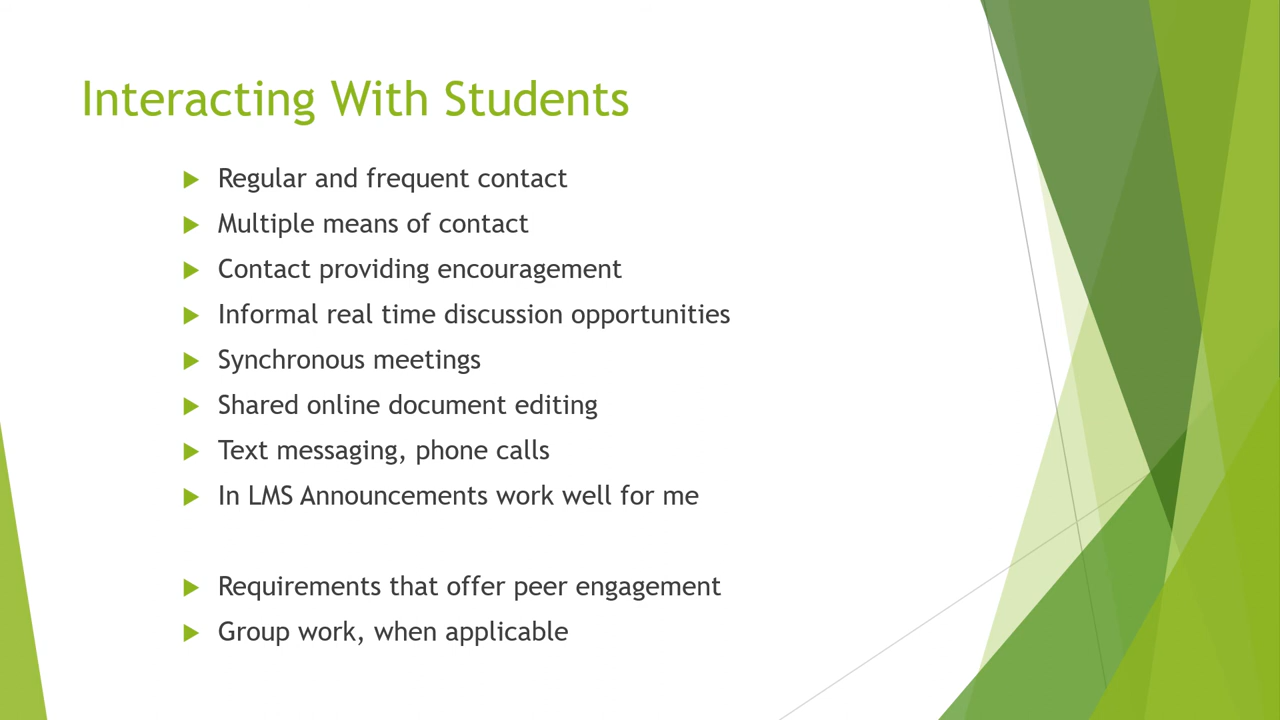 Interacting With Students
Regular and frequent contact
Multiple means of contact
Contact providing encouragement
Informal real time discussion opportunities
Synchronous meetings
Shared online document editing
Text messaging, phone calls
In LMS Announcements work well for me
Requirements that offer peer engagement
Group work, when applicable